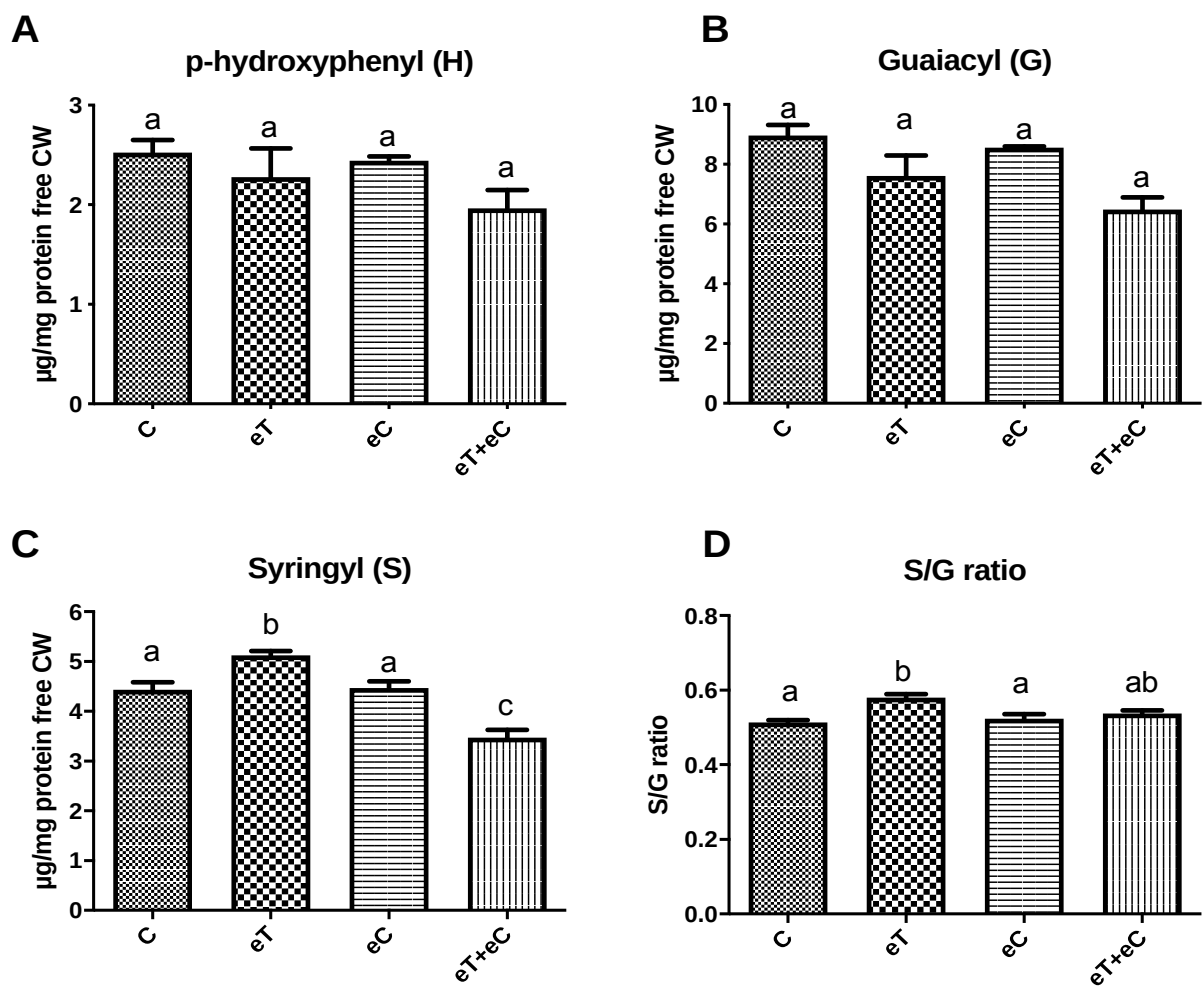 A
p-hydroxyphenyl (H)
µg/mg protein free CW
3
2
1
0
a
a
a
a
C
eT
eC
eT+eC
B
Guaiacyl (G)
µg/mg protein free CW
10
8
6
4
2
0
a
a
a
a
C
eT
eC
eT+eC
C
Syringyl (S)
µg/mg protein free CW
6
5
4
3
2
1
0
a
b
a
c
C
eT
eC
eT+eC
D
S/G ratio
S/G ratio
0.8
0.6
0.4
0.2
0.0
a
b
a
ab
C
eT
eC
eT+eC